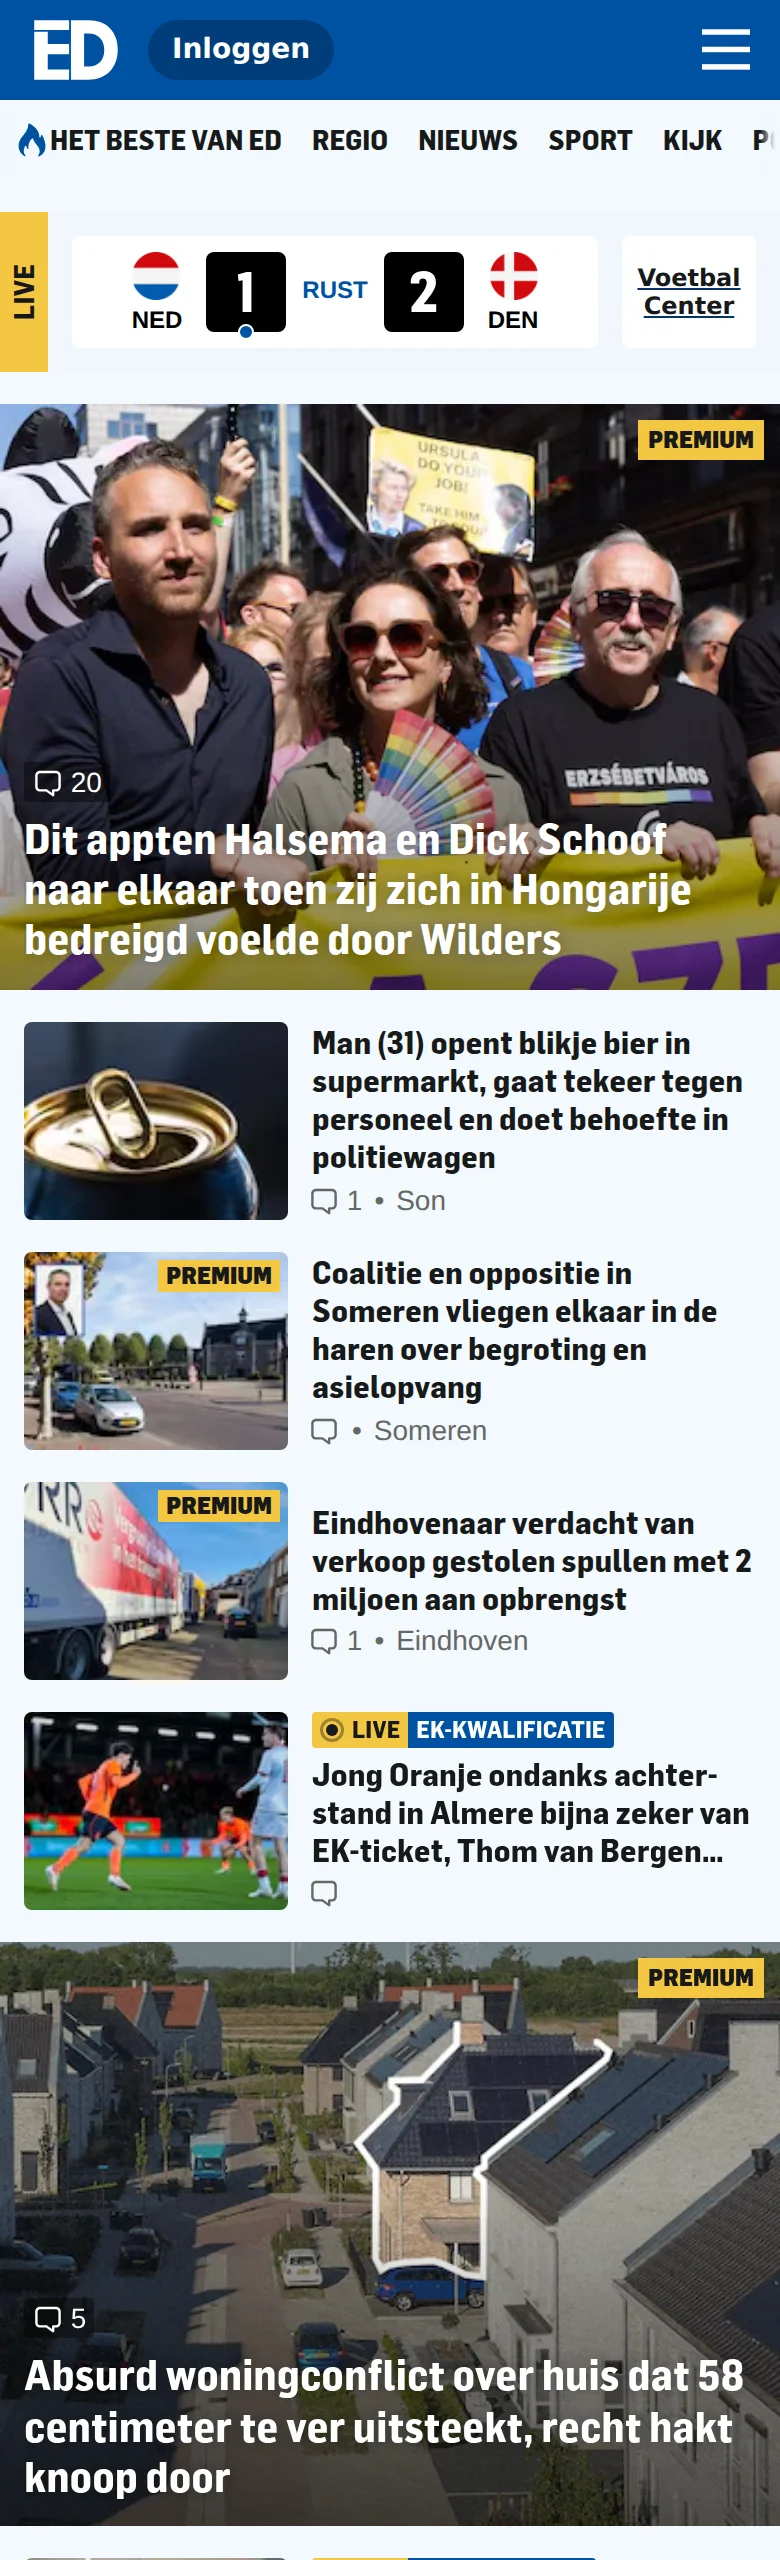 ED
Inloggen
HET BESTE VAN ED
REGIO
NIEUWS
SPORT
KIJK
LIVE
NED
1
RUST
2
DEN
Voetbal
Center
PREMIUM
URSULA
DO YOUR
JOB!
TAKE HIM
ERZSÉBETVÁROS
20
Dit appten Halsema en Dick Schoof
naar elkaar toen zij zich in Hongarije
bedreigd voelde door Wilders
Man (31) opent blikje bier in
supermarkt, gaat tekeer tegen
personeel en doet behoefte in
politiewagen
1 • Son
PREMIUM
Coalitie en oppositie in
Someren vliegen elkaar in de
haren over begroting en
asielopvang
• Someren
PREMIUM
Eindhovenaar verdacht van
verkoop gestolen spullen met 2
miljoen aan opbrengst
1 • Eindhoven
LIVE EK-KWALIFICATIE
Jong Oranje ondanks achter-
stand in Almere bijna zeker van
EK-ticket, Thom van Bergen...
PREMIUM
5
Absurd woningconflict over huis dat 58
centimeter te ver uitsteekt, recht hakt
knoop door